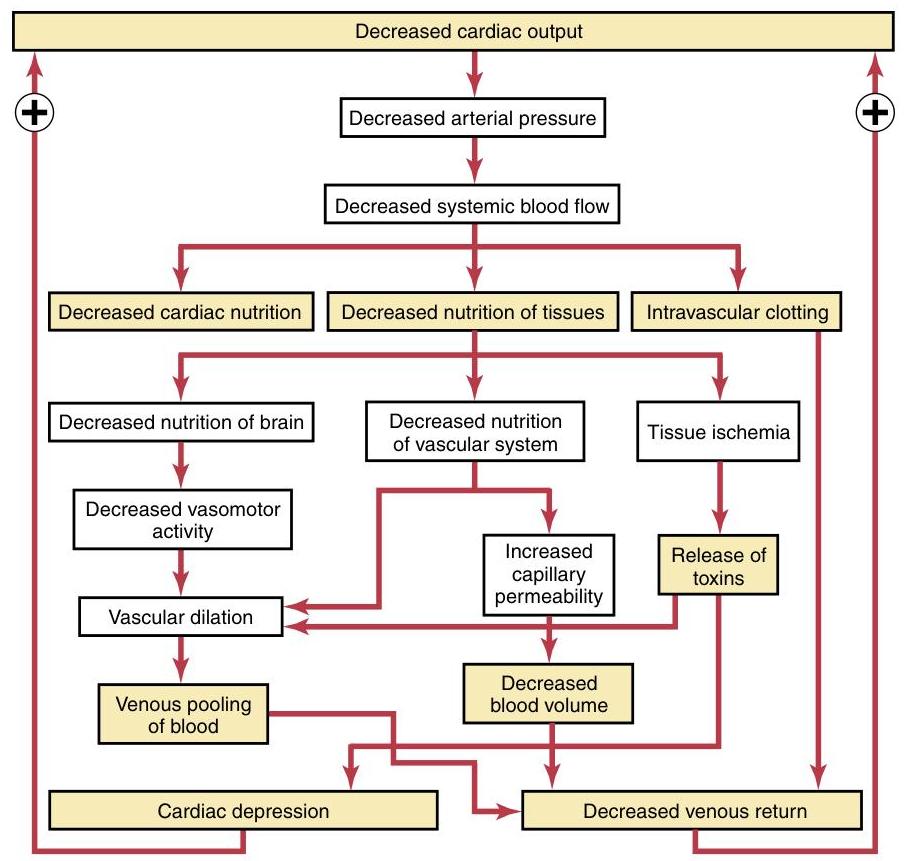 Decreased cardiac output
+
+
Decreased arterial pressure
Decreased systemic blood flow
Decreased cardiac nutrition
Decreased nutrition of tissues
Intravascular clotting
Decreased nutrition of brain
Decreased nutrition
of vascular system
Tissue ischemia
Decreased vasomotor
activity
Increased
capillary
permeability
Release of
toxins
Vascular dilation
Venous pooling
of blood
Decreased
blood volume
Cardiac depression
Decreased venous return